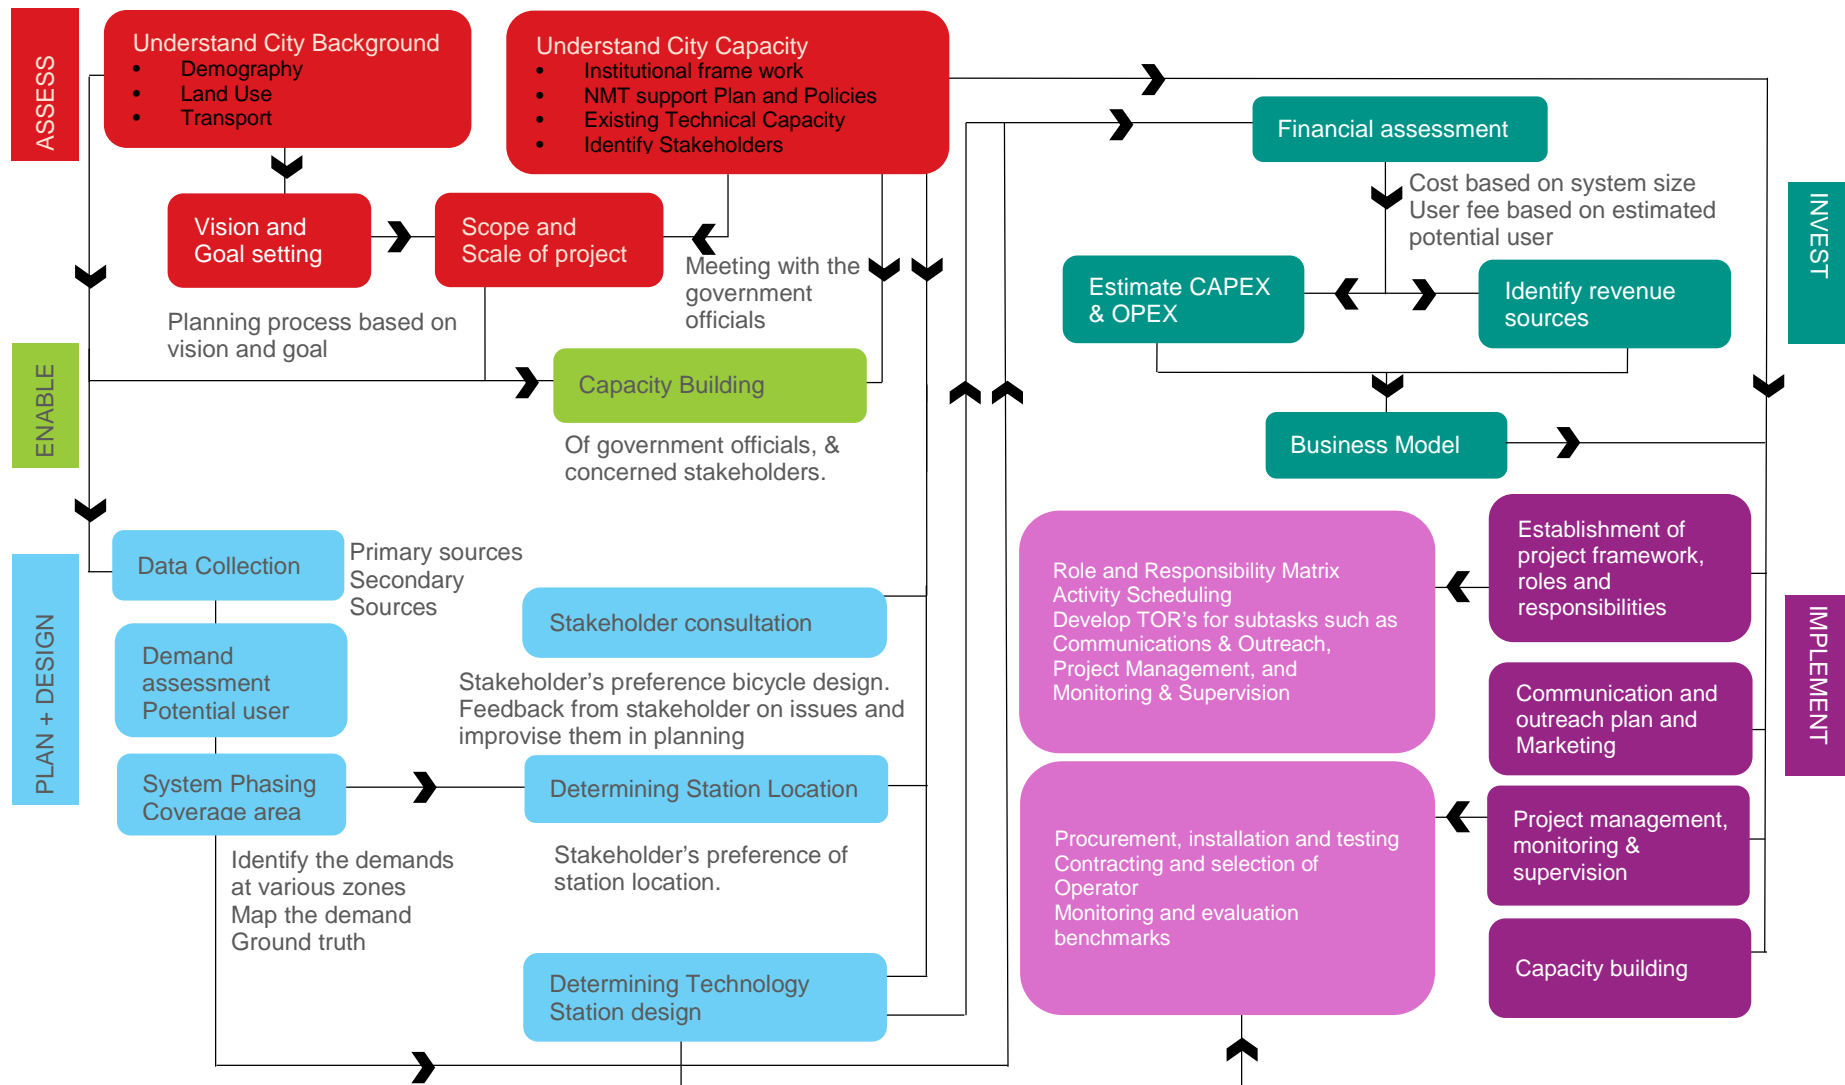 ASSESS
Understand City Background
• Demography
• Land Use
• Transport
Understand City Capacity
• Institutional frame work
• NMT support Plan and Policies
• Existing Technical Capacity
• Identify Stakeholders
Vision and
Goal setting
Scope and
Scale of project
Meeting with the
government
officials
Planning process based on
vision and goal
ENABLE
Capacity Building
Of government officials, &
concerned stakeholders.
PLAN + DESIGN
Data Collection
Primary sources
Secondary
Sources
Demand
assessment
Potential user
System Phasing
Coverage area
Identify the demands
at various zones
Map the demand
Ground truth
Stakeholder consultation
Stakeholder’s preference bicycle design.
Feedback from stakeholder on issues and
improvise them in planning
Determining Station Location
Stakeholder’s preference of
station location.
Determining Technology
Station design
INVEST
Financial assessment
Cost based on system size
User fee based on estimated
potential user
Estimate CAPEX
& OPEX
Identify revenue
sources
Business Model
IMPLEMENT
Establishment of
project framework,
roles and
responsibilities
Role and Responsibility Matrix
Activity Scheduling
Develop TOR’s for subtasks such as
Communications & Outreach,
Project Management, and
Monitoring & Supervision
Communication and
outreach plan and
Marketing
Project management,
monitoring &
supervision
Procurement, installation and testing
Contracting and selection of
Operator
Monitoring and evaluation
benchmarks
Capacity building